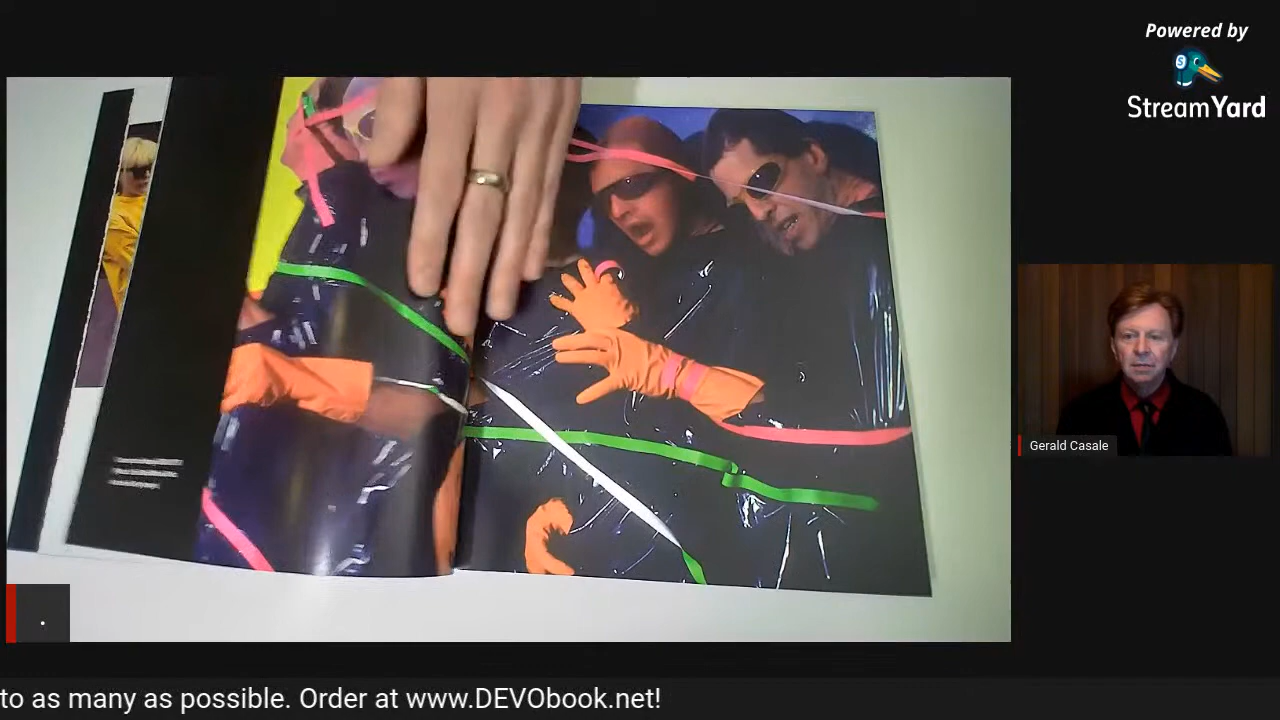 Powered by
StreamYard
Gerald Casale
to as many as possible. Order at www.DEVObook.net!